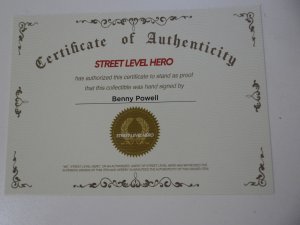 Certificate of Authenticity
STREET LEVEL HERO
has authorized this certificate to stand as proof
that this collectible was hand signed by
Benny Powell
STREET LEVEL HERO